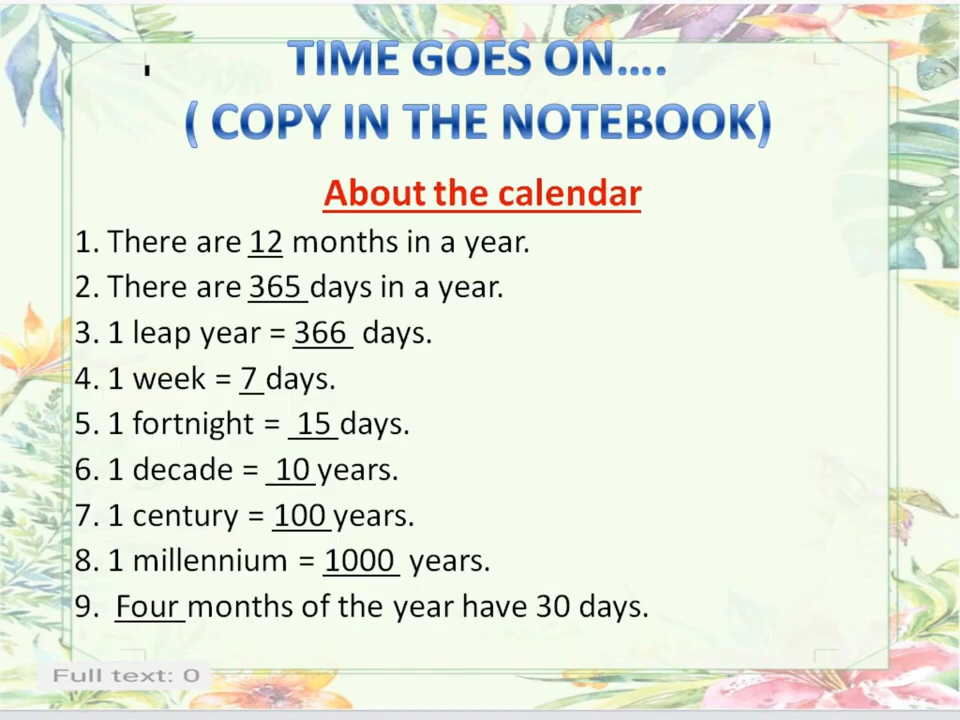 TIME GOES ON....
( COPY IN THE NOTEBOOK)
About the calendar
1. There are 12 months in a year.
2. There are 365 days in a year.
3. 1 leap year = 366 days.
4. 1 week = 7 days.
5. 1 fortnight = 15 days.
6. 1 decade = 10 years.
7. 1 century = 100 years.
8. 1 millennium = 1000 years.
9. Four months of the year have 30 days.
Full text: 0